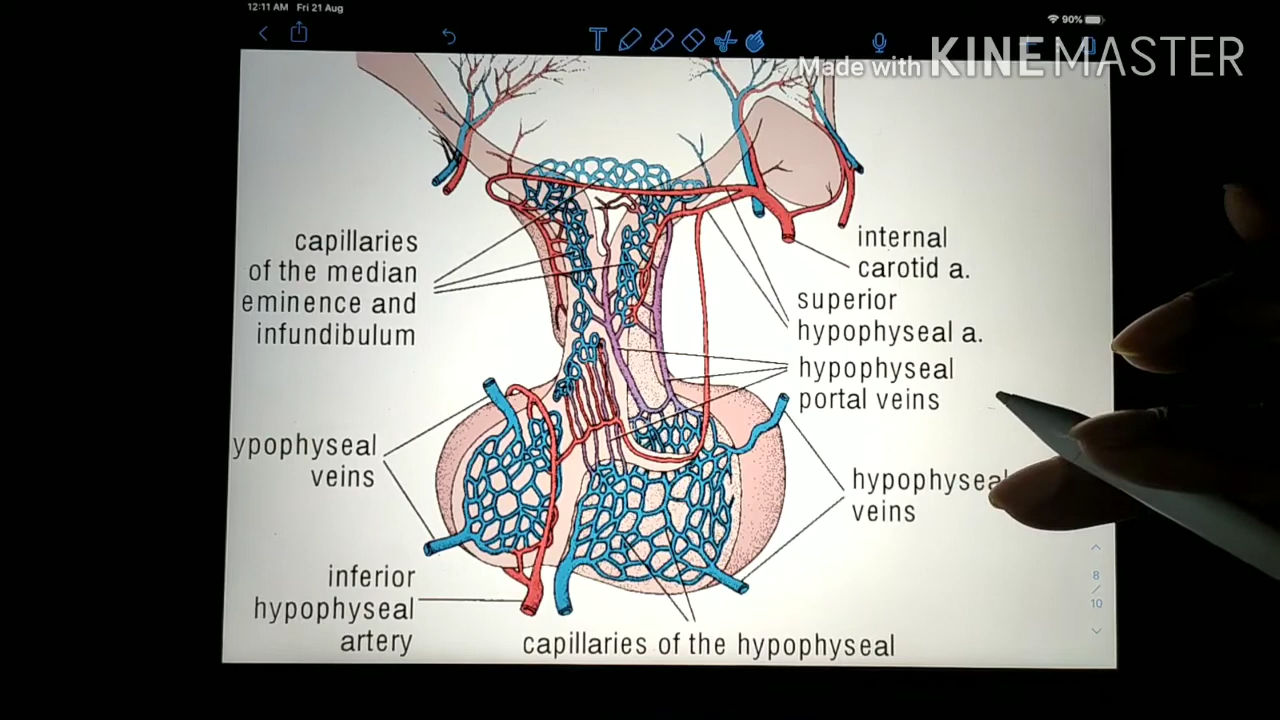 12:11 AM Fri 21 Aug
90%
Made with KINEMASTER
T
capillaries
of the median
eminence and
infundibulum
internal
carotid a.
superior
hypophyseal a.
hypophyseal
portal veins
ypophyseal
veins
hypophyseal
veins
inferior
hypophyseal
artery
capillaries of the hypophyseal
8
/
10